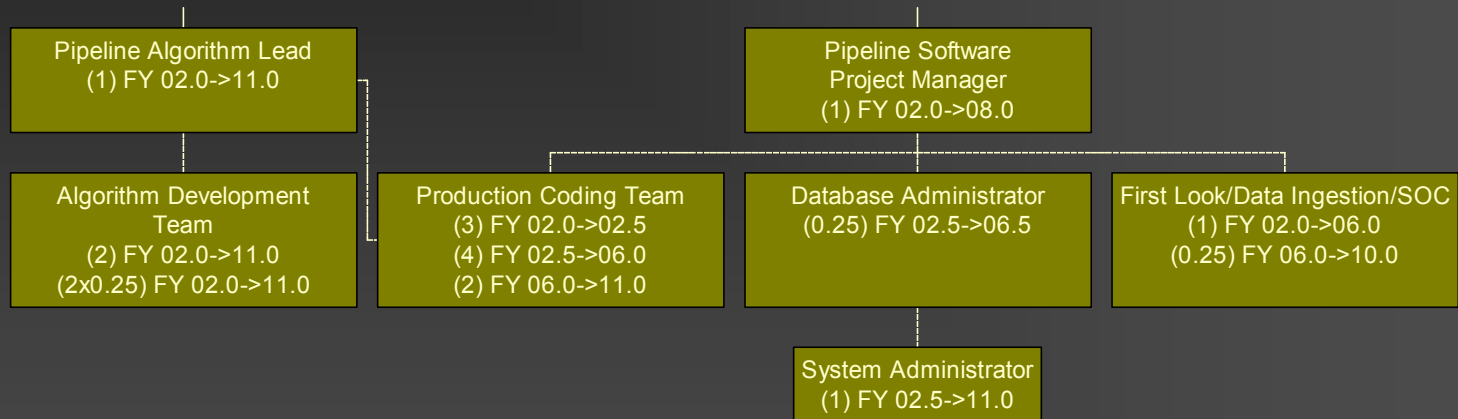 Pipeline Algorithm Lead
(1) FY 02.0->11.0
Pipeline Software
Project Manager
(1) FY 02.0->08.0
Algorithm Development
Team
(2) FY 02.0->11.0
(2x0.25) FY 02.0->11.0
Production Coding Team
(3) FY 02.0->02.5
(4) FY 02.5->06.0
(2) FY 06.0->11.0
Database Administrator
(0.25) FY 02.5->06.5
First Look/Data Ingestion/SOC
(1) FY 02.0->06.0
(0.25) FY 06.0->10.0
System Administrator
(1) FY 02.5->11.0